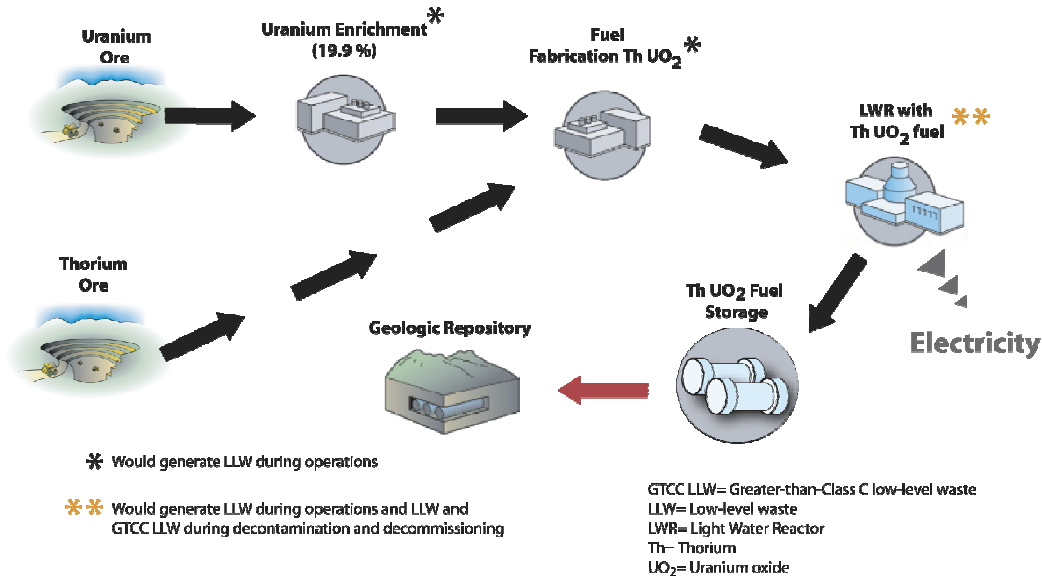 Uranium
Ore
Uranium Enrichment*
(19.9 %)
Fuel
Fabrication Th UO₂*
LWR with
Th UO₂ fuel **
Thorium
Ore
Th UO₂ Fuel
Storage
Geologic Repository
Electricity
* Would generate LLW during operations
** Would generate LLW during operations and LLW and
GTCC LLW during decontamination and decommissioning
GTCC LLW= Greater-than-Class C low-level waste
LLW= Low-level waste
LWR= Light Water Reactor
Th= Thorium
UO₂= Uranium oxide